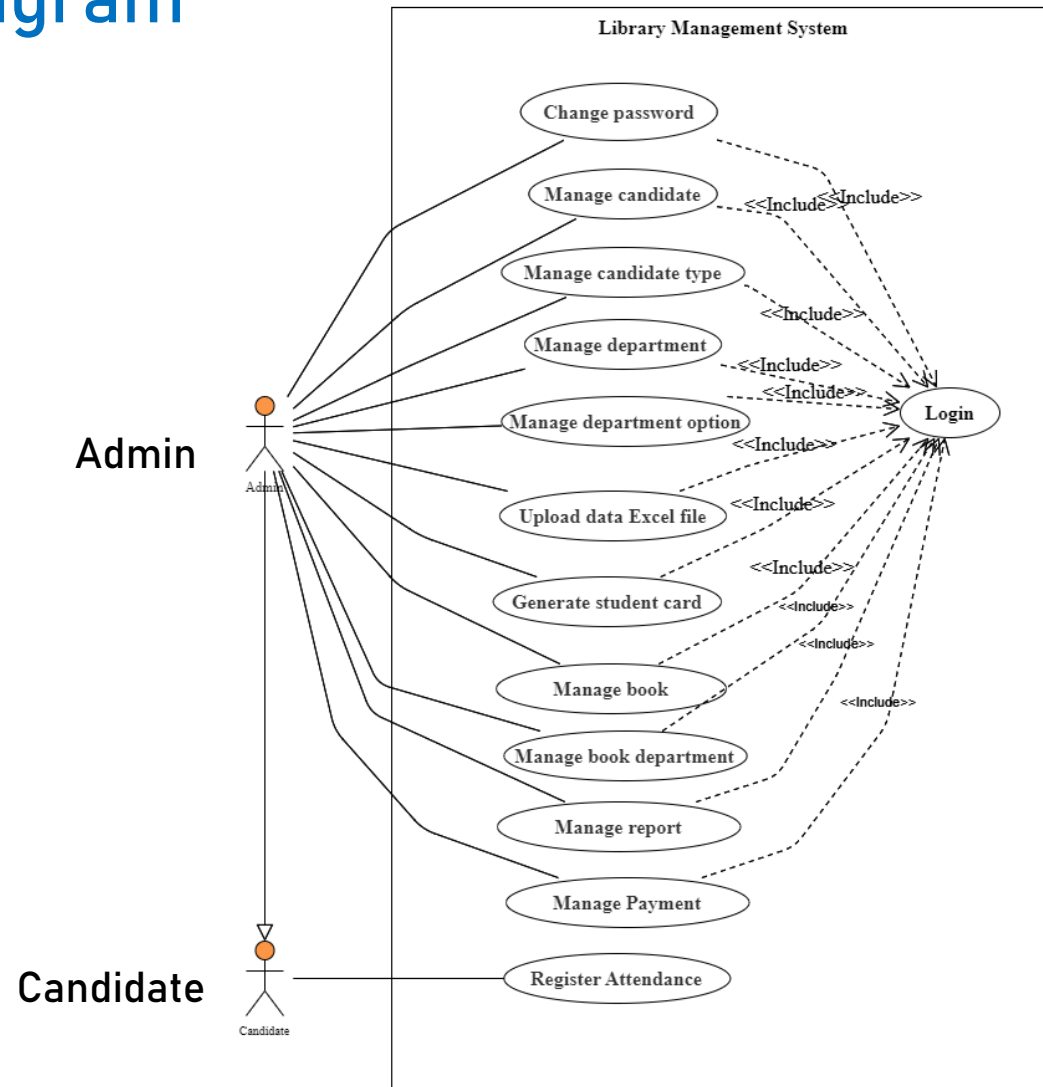 Library Management System
Change password
Manage candidate
<<Include>>
<<Include>>
Manage candidate type
<<Include>>
Manage department
<<Include>>
<<Include>>
Login
Manage department option
Admin
Admin
<<Include>>
Upload data Excel file
<<Include>>
<<Include>>
Generate student card
<<Include>>
<<Include>>
Manage book
<<Include>>
Manage book department
Manage report
Manage Payment
Candidate
Register Attendance
Candidate